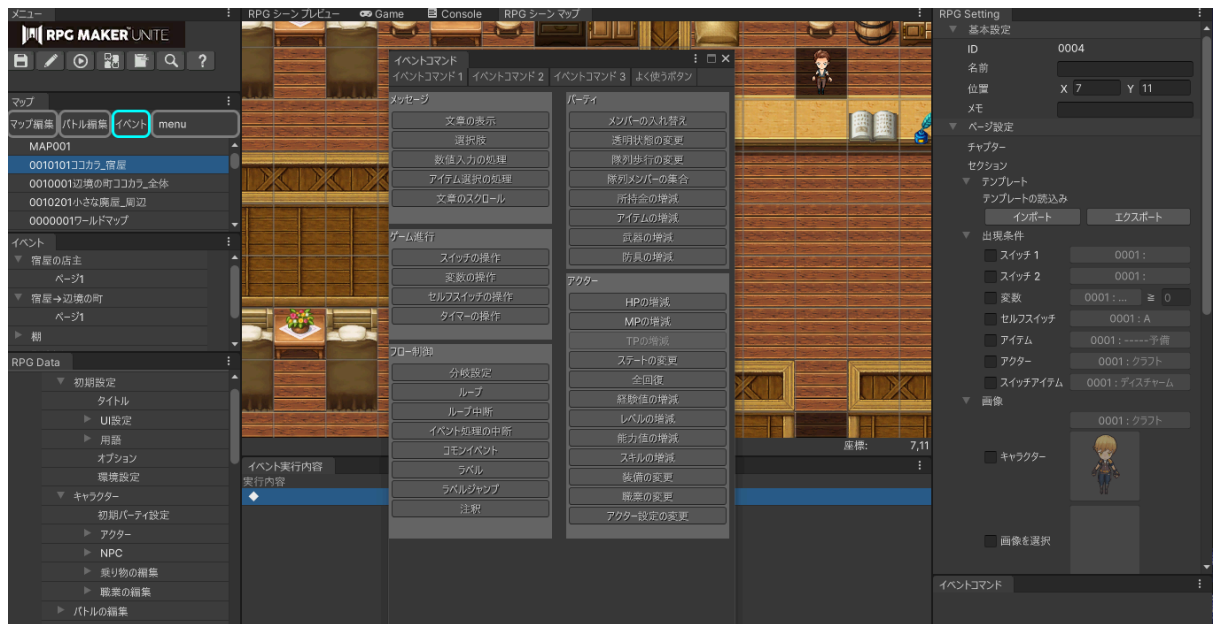 メニュー
RPG MAKER UNITE
マップ
マップ編集 バトル編集 イベント menu
MAP001
0010101ココカラ_宿屋
0010001辺境の町ココカラ_全体
0010201小さな廃屋_周辺
0000001ワールドマップ
イベント
宿屋の店主
ページ1
宿屋→辺境の町
ページ1
棚
RPG Data
初期設定
タイトル
UI設定
用語
オプション
環境設定
キャラクター
初期パーティ設定
アクター
NPC
乗り物の編集
職業の編集
バトルの編集
RPG シーンプレビュー Game Console RPG シーンマップ
イベントコマンド
イベントコマンド 1 イベントコマンド 2 イベントコマンド 3 よく使うボタン
メッセージ
文章の表示
選択肢
数値入力の処理
アイテム選択の処理
文章のスクロール
ゲーム進行
スイッチの操作
変数の操作
セルフスイッチの操作
タイマーの操作
フロー制御
分岐設定
ループ
ループ中断
イベント処理の中断
コモンイベント
ラベル
ラベルジャンプ
注釈
パーティ
メンバーの入れ替え
透明状態の変更
隊列歩行の変更
隊列メンバーの集合
所持金の増減
アイテムの増減
武器の増減
防具の増減
アクター
HPの増減
MPの増減
TPの増減
ステートの変更
全回復
経験値の増減
レベルの増減
能力値の増減
スキルの増減
装備の変更
職業の変更
アクター設定の変更
座標: 7,11
イベント実行内容
実行内容
RPG Setting
基本設定
ID 0004
名前
位置 X 7 Y 11
メモ
ページ設定
チャプター
セクション
テンプレート
テンプレートの読込み
インポート エクスポート
出現条件
スイッチ 1 0001 :
スイッチ 2 0001 :
変数 0001 : ... ≧ 0
セルフスイッチ 0001 : A
アイテム 0001 : -----予備
アクター 0001 : クラフト
スイッチアイテム 0001 : ディスチャーム
画像
0001 : クラフト
キャラクター
画像を選択
イベントコマンド